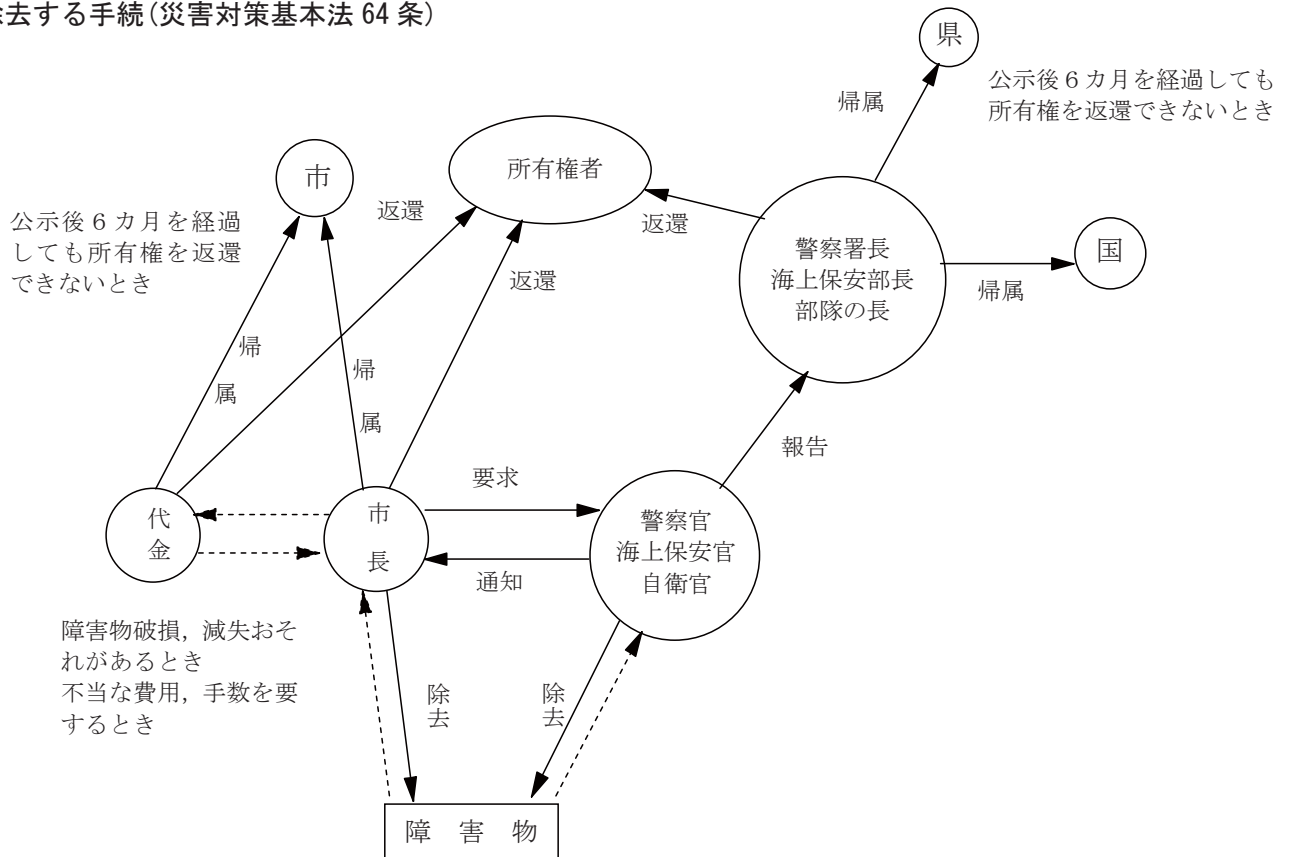 除去する手続(災害対策基本法 64 条)
県
公示後６カ月を経過しても
所有権を返還できないとき
帰属
市
所有権者
公示後６カ月を経過
しても所有権を返還
できないとき
返還
返還
返還
警察署長
海上保安部長
部隊の長
国
帰属
帰
属
帰
属
報告
代
金
市
長
要求
通知
警察官
海上保安官
自衛官
障害物破損，減失おそ
れがあるとき
不当な費用，手数を要
するとき
除
去
除
去
障 害 物